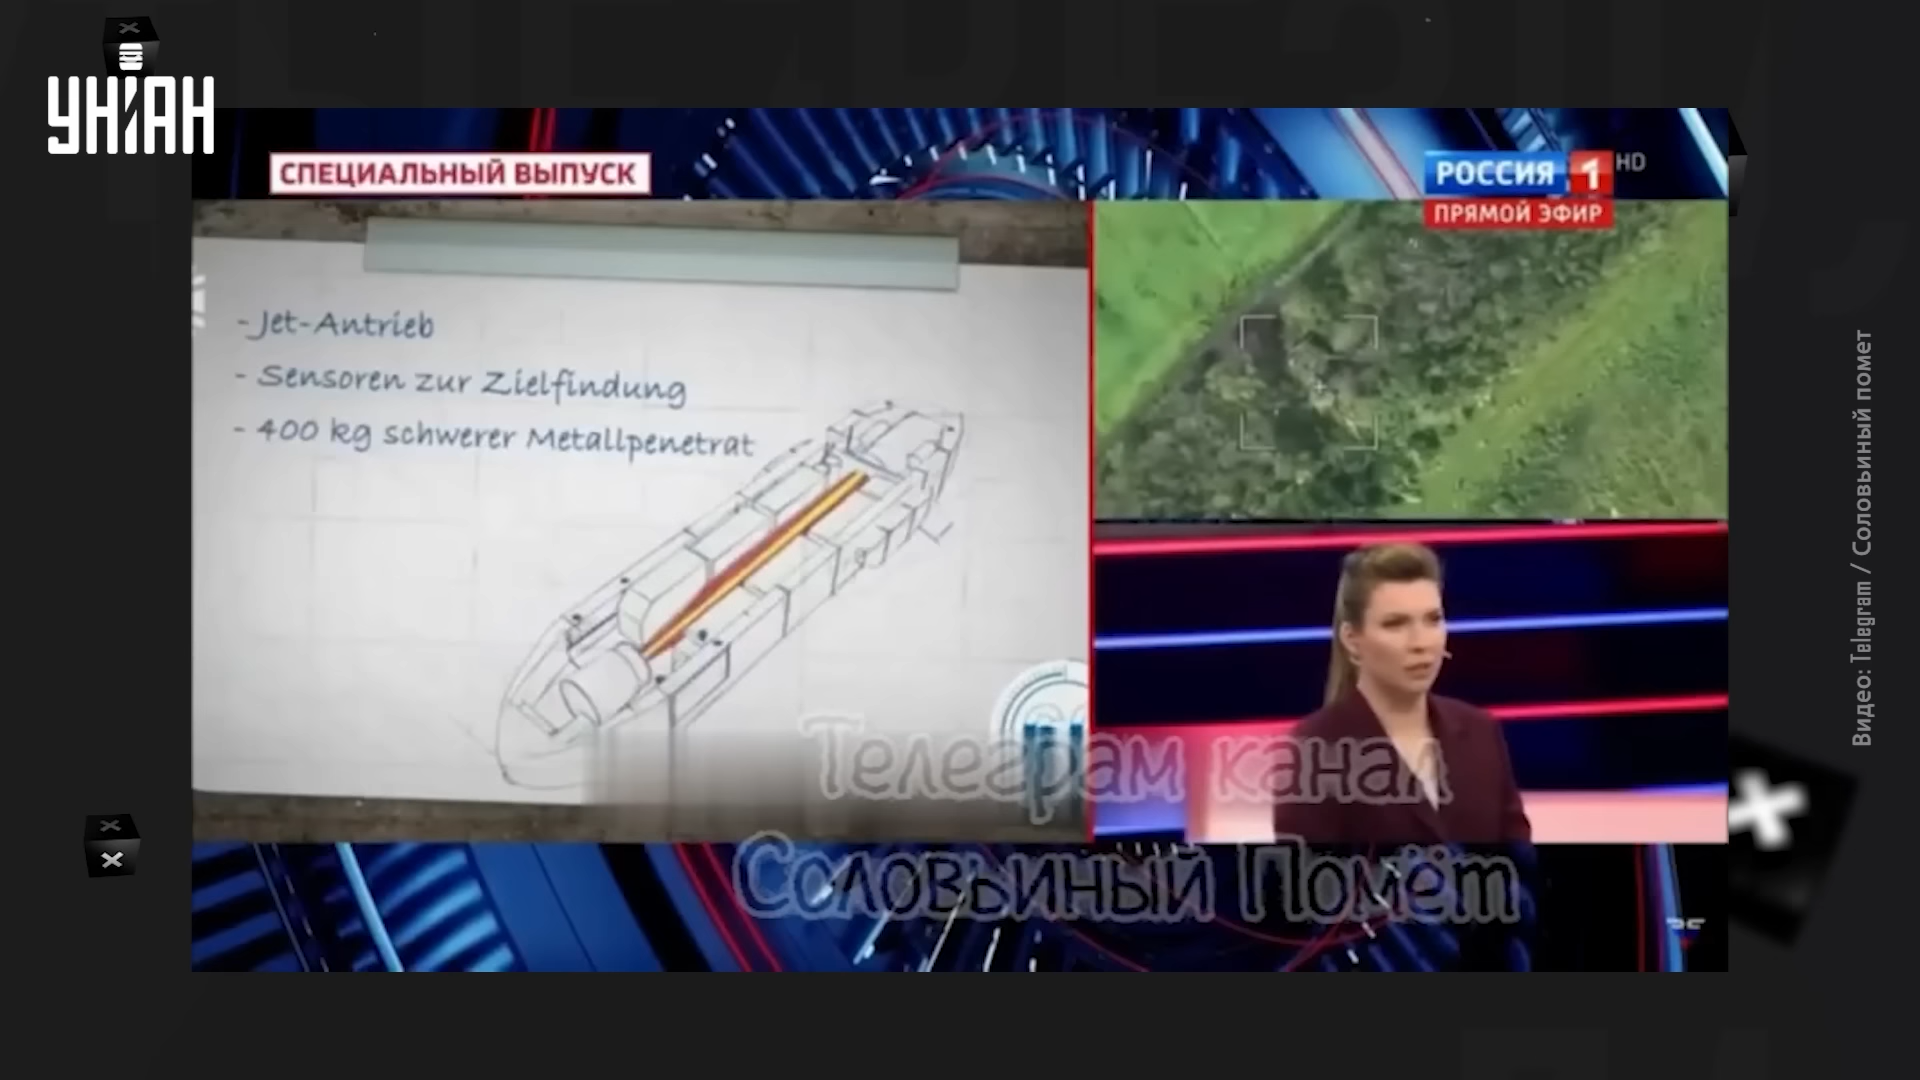 УНІАН
СПЕЦИАЛЬНЫЙ ВЫПУСК
РОССИЯ 1 HD
ПРЯМОЙ ЭФИР
- Jet-Antrieb
- Sensoren zur Zielfindung
- 400 kg schwerer Metallpenetrat
Телеграм канал
Соловьиный Помёт
Видео: Telegram / Соловьиный помет